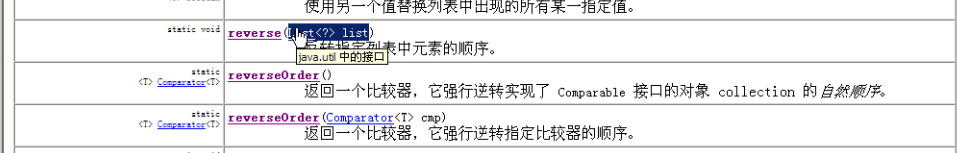 使用另一个值替换列表中出现的所有某一指定值。
static void
reverse(List<?> list)
反转指定列表中元素的顺序。
java.util 中的接口
static
<T> Comparator<T>
reverseOrder()
返回一个比较器，它强行逆转实现了 Comparable 接口的对象 collection 的自然顺序。
static
<T> Comparator<T>
reverseOrder(Comparator<T> cmp)
返回一个比较器，它强行逆转指定比较器的顺序。